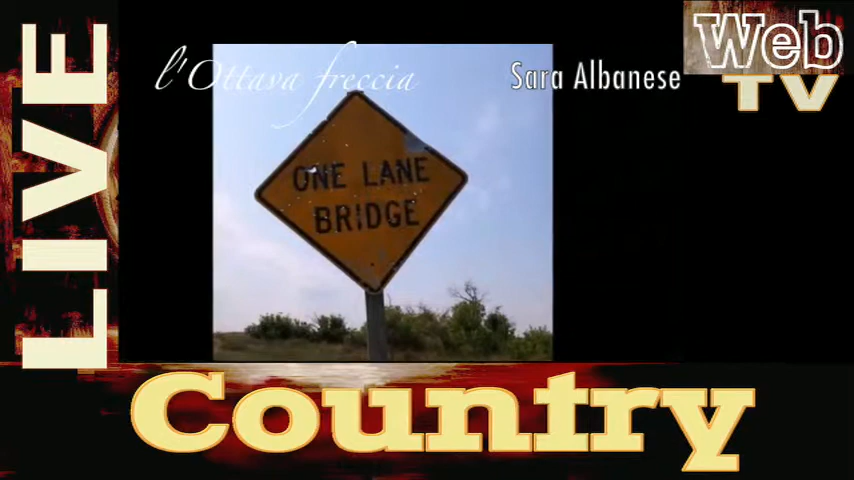 LIVE
l'Ottava freccia
Sara Albanese
Web
TV
ONE LANE
BRIDGE
Country